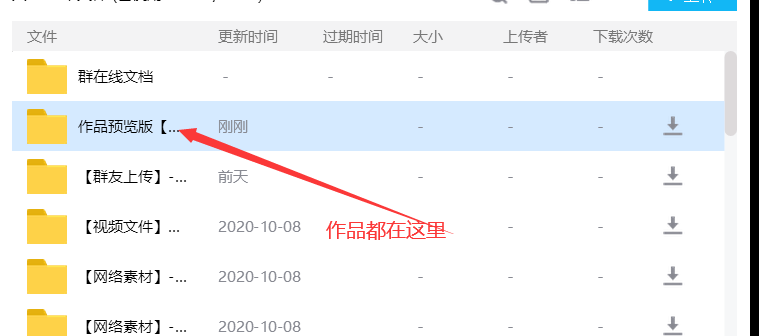 文件 更新时间 过期时间 大小 上传者 下载次数
群在线文档 - - - - -
作品预览版【... 刚刚 - - -
【群友上传】-... 前天 - - -
【视频文件】... 2020-10-08 - - -
作品都在这里
【网络素材】-... 2020-10-08 - - -
【网络素材】-... 2020-10-08 - - -